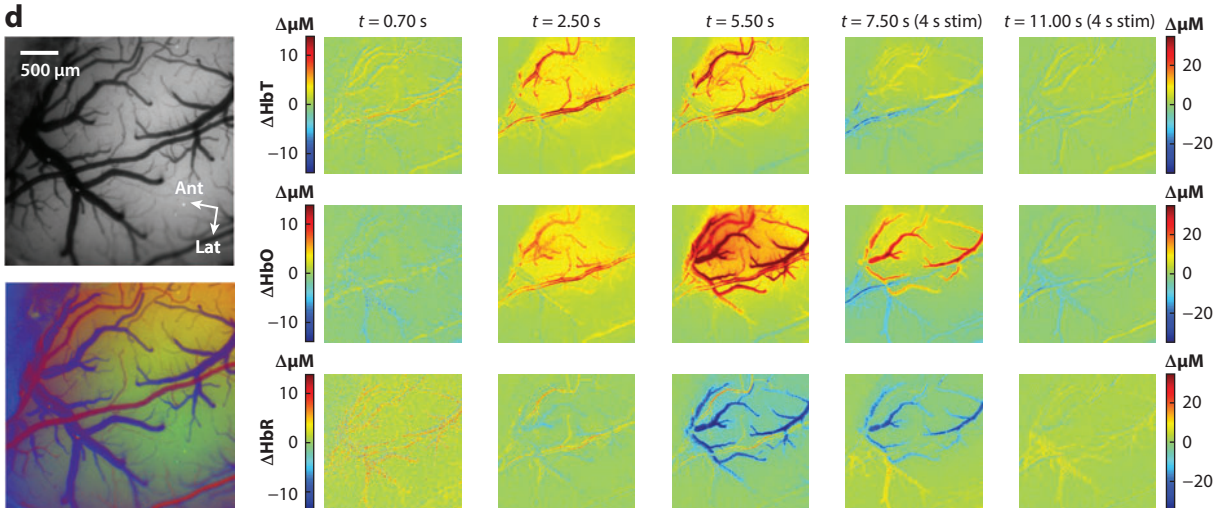 d
500 µm
Ant
Lat
t = 0.70 s
t = 2.50 s
t = 5.50 s
t = 7.50 s (4 s stim)
t = 11.00 s (4 s stim)
ΔµM
10
0
−10
ΔHbT
ΔµM
20
0
−20
ΔµM
10
0
−10
ΔHbO
ΔµM
20
0
−20
ΔµM
10
0
−10
ΔHbR
ΔµM
20
0
−20